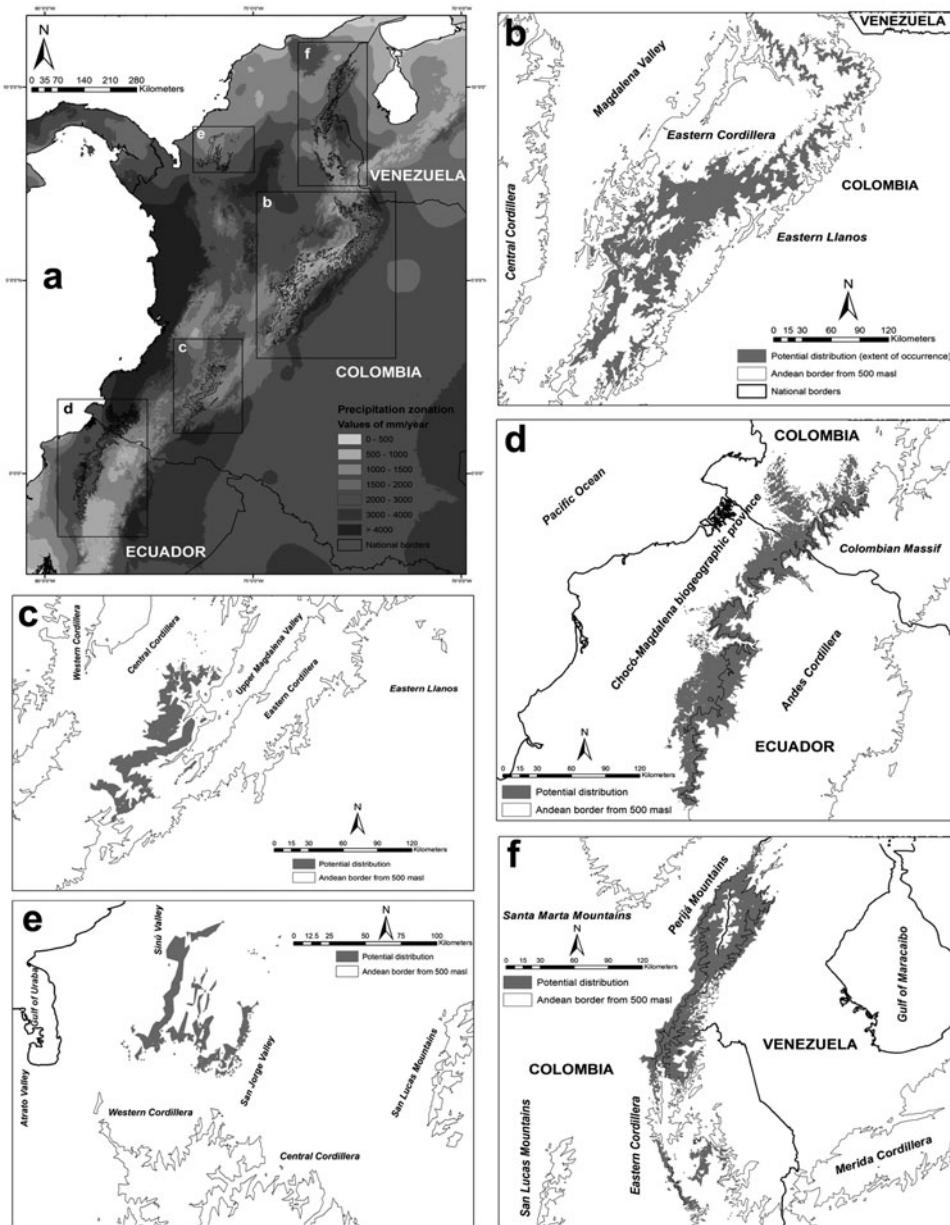 a
N
0 35 70 140 210 280
Kilometers
f
e
b
c
d
VENEZUELA
COLOMBIA
ECUADOR
Precipitation zonation
Values of mm/year
0 - 500
500 - 1000
1000 - 1500
1500 - 2000
2000 - 3000
3000 - 4000
> 4000
National borders
b
VENEZUELA
Magdalena Valley
Eastern Cordillera
Central Cordillera
COLOMBIA
Eastern Llanos
N
0 15 30 60 90 120
Kilometers
Potential distribution (extent of occurrence)
Andean border from 500 masl
National borders
c
Western Cordillera
Central Cordillera
Upper Magdalena Valley
Eastern Cordillera
Eastern Llanos
N
0 15 30 60 90 120
Kilometers
Potential distribution
Andean border from 500 masl
d
COLOMBIA
Pacific Ocean
Chocó-Magdalena biogeographic province
Colombian Massif
Andes Cordillera
ECUADOR
N
0 15 30 60 90 120
Kilometers
Potential distribution
Andean border from 500 masl
e
Sinú Valley
N
0 12.5 25 50 75 100
Kilometers
Potential distribution
Andean border from 500 masl
Gulf of Uraba
Atrato Valley
San Jorge Valley
San Lucas Mountains
Western Cordillera
Central Cordillera
f
Perijá Mountains
Santa Marta Mountains
N
0 15 30 60 90 120
Kilometers
Potential distribution
Andean border from 500 masl
Gulf of Maracaibo
VENEZUELA
COLOMBIA
San Lucas Mountains
Eastern Cordillera
Merida Cordillera